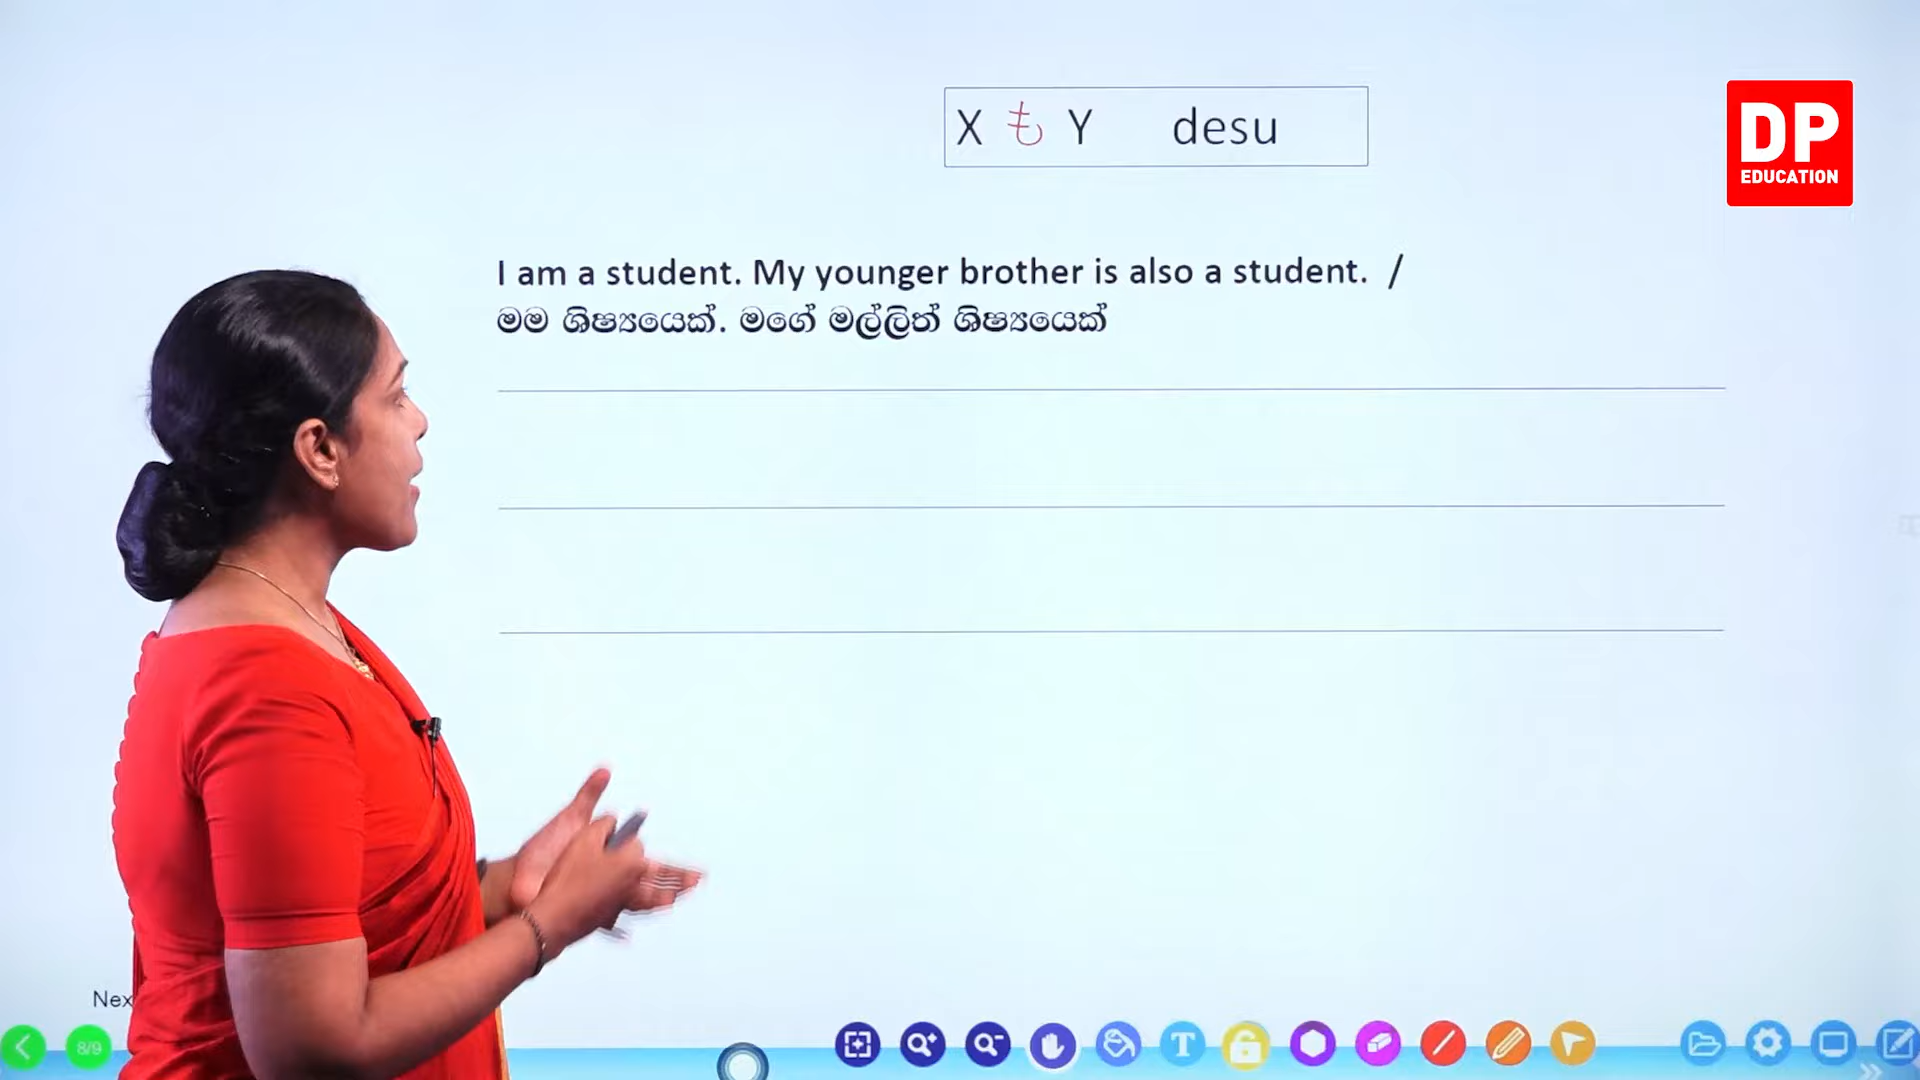 X も Y desu
DP
EDUCATION
I am a student. My younger brother is also a student. /
මම ශිෂ්‍යයෙක්. මගේ මල්ලිත් ශිෂ්‍යයෙක්
Nex
8/9
T